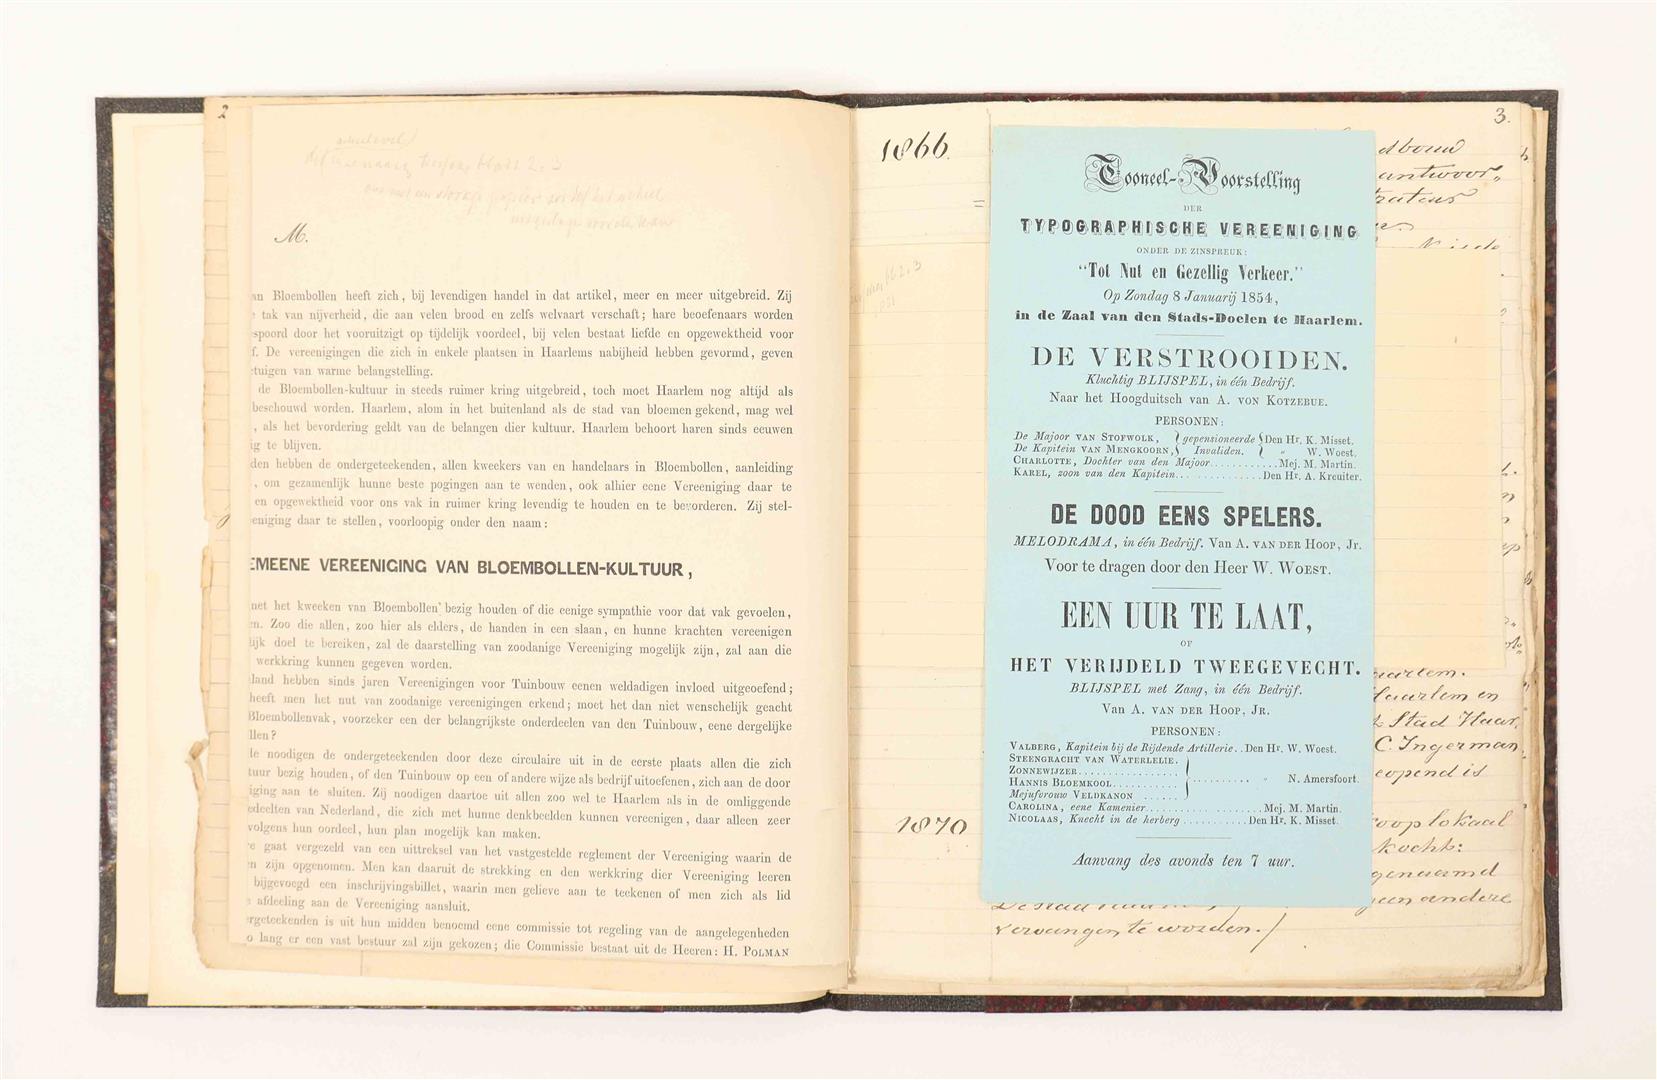 2
M.
an Bloembollen heeft zich, bij levendigen handel in dat artikel, meer en meer uitgebreid. Zij
tak van nijverheid, die aan velen brood en zelfs welvaart verschaft; hare beoefenaars worden
spoord door het vooruitzigt op tijdelijk voordeel, bij velen bestaat liefde en opgewektheid voor
f. De vereenigingen die zich in enkele plaatsen in Haarlems nabijheid hebben gevormd, geven
tuigen van warme belangstelling.
de Bloembollen-kultuur in steeds ruimer kring uitgebreid, toch moet Haarlem nog altijd als
beschouwd worden. Haarlem, alom in het buitenland als de stad van bloemen gekend, mag wel
, als het bevordering geldt van de belangen dier kultuur. Haarlem behoort haren sinds eeuwen
ig te blijven.
den hebben de ondergeteekenden, allen kweekers van en handelaars in Bloembollen, aanleiding
, om gezamenlijk hunne beste pogingen aan te wenden, ook alhier eene Vereeniging daar te
en opgewektheid voor ons vak in ruimer kring levendig te houden en te bevorderen. Zij stel-
eeniging daar te stellen, voorloopig onder den naam:
EMEENE VEREENIGING VAN BLOEMBOLLEN-KULTUUR,
met het kweeken van Bloembollen bezig houden of die eenige sympathie voor dat vak gevoelen,
en. Zoo die allen, zoo hier als elders, de handen in een slaan, en hunne krachten vereenigen
lijk doel te bereiken, zal de daarstelling van zoodanige Vereeniging mogelijk zijn, zal aan die
werkkring kunnen gegeven worden.
land hebben sinds jaren Vereenigingen voor Tuinbouw eenen weldadigen invloed uitgeoefend;
heeft men het nut van zoodanige vereenigingen erkend; moet het dan niet wenschelijk geacht
Bloembollenvak, voorzeker een der belangrijkste onderdeelen van den Tuinbouw, eene dergelijke
llen?
le noodigen de ondergeteekenden door deze circulaire uit in de eerste plaats allen die zich
tuur bezig houden, of den Tuinbouw op een of andere wijze als bedrijf uitoefenen, zich aan de door
iging aan te sluiten. Zij noodigen daartoe uit allen zoo wel te Haarlem als in de omliggende
edeelten van Nederland, die zich met hunne denkbeelden kunnen vereenigen, daar alleen zeer
volgens hun oordeel, hun plan mogelijk kan maken.
e gaat vergezeld van een uittreksel van het vastgestelde reglement der Vereeniging waarin de
n zijn opgenomen. Men kan daaruit de strekking en den werkkring dier Vereeniging leeren
bijgevoegd een inschrijvingsbillet, waarin men gelieve aan te teekenen of men zich als lid
afdeeling aan de Vereeniging aansluit.
ergeteekenden is uit hun midden benoemd eene commissie tot regeling van de aangelegenheden
o lang er een vast bestuur zal zijn gekozen; die Commissie bestaat uit de Heeren: H. POLMAN
3.
1866.
Tooneel-Voorstelling
DER
TYPOGRAPHISCHE VEREENIGING
ONDER DE ZINSPREUK:
"Tot Nut en Gezellig Verkeer."
Op Zondag 8 Januarij 1854,
in de Zaal van den Stads-Doelen te Haarlem.
DE VERSTROOIDEN.
Kluchtig BLIJSPEL, in één Bedrijf.
Naar het Hoogduitsch van A. VON KOTZEBUE.
PERSONEN:
De Majoor VAN STOFWOLK, } gepensioneerde { Den Hr. K. Misset.
De Kapitein VAN MENGKOORN, } Invaliden. { „ W. Woest.
CHARLOTTE, Dochter van den Majoor............Mej. M. Martin.
KAREL, zoon van den Kapitein...............Den Hr. A. Kreuiter.
DE DOOD EENS SPELERS.
MELODRAMA, in één Bedrijf. Van A. VAN DER HOOP, Jr.
Voor te dragen door den Heer W. WOEST.
EEN UUR TE LAAT,
OF
HET VERIJDELD TWEEGEVECHT.
BLIJSPEL met Zang, in één Bedrijf.
Van A. VAN DER HOOP, JR.
PERSONEN:
VALBERG, Kapitein bij de Rijdende Artillerie..Den Hr. W. Woest.
STEENGRACHT VAN WATERLELIE.
ZONNEWIJZER.................
HANNIS BLOEMKOOL........... } .......... „ N. Amersfoort.
Mejufvrouw VELDKANON ......
CAROLINA, eene Kamenier....................Mej. M. Martin.
NICOLAAS, Knecht in de herberg ...........Den Hr. K. Misset.
Aanvang des avonds ten 7 uur.
dbouw
antwoor„
aarlem.
Haarlem en
Stad Haar,
C. Ingerman
eopend is
1870
ooplokaal
kocht:
genaamd
andere
vervangen te worden./